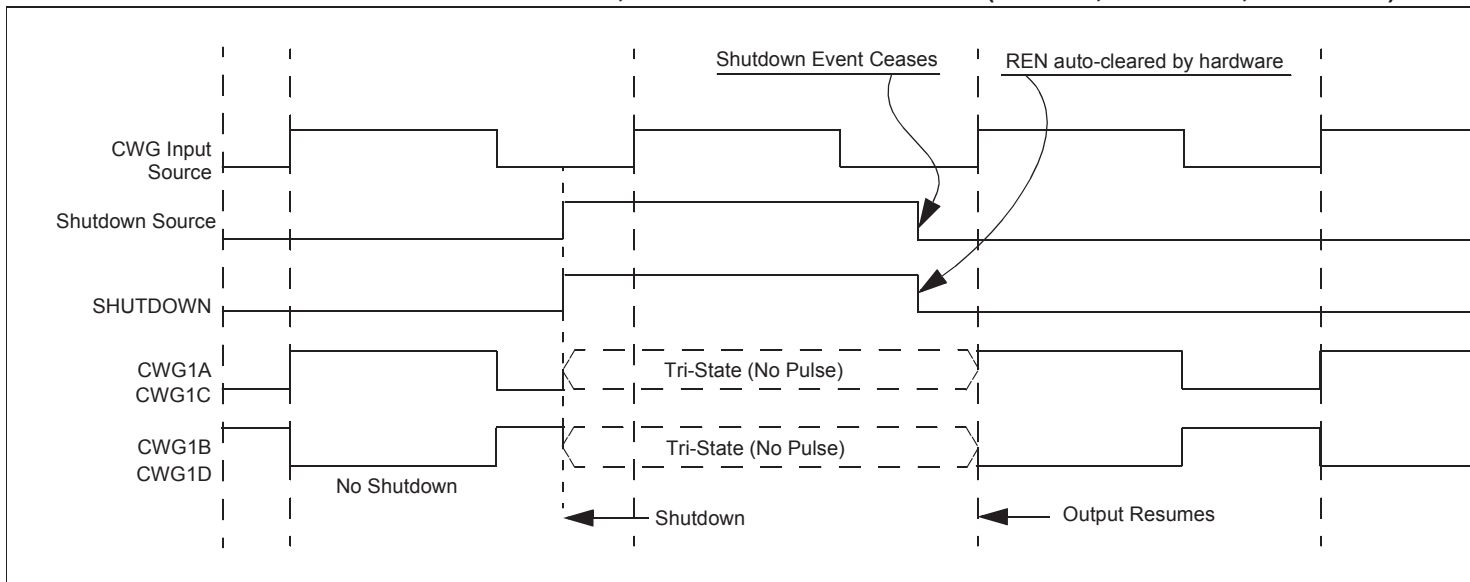 Shutdown Event Ceases
REN auto-cleared by hardware
CWG Input
Source
Shutdown Source
SHUTDOWN
CWG1A
CWG1C
Tri-State (No Pulse)
CWG1B
CWG1D
Tri-State (No Pulse)
No Shutdown
Shutdown
Output Resumes